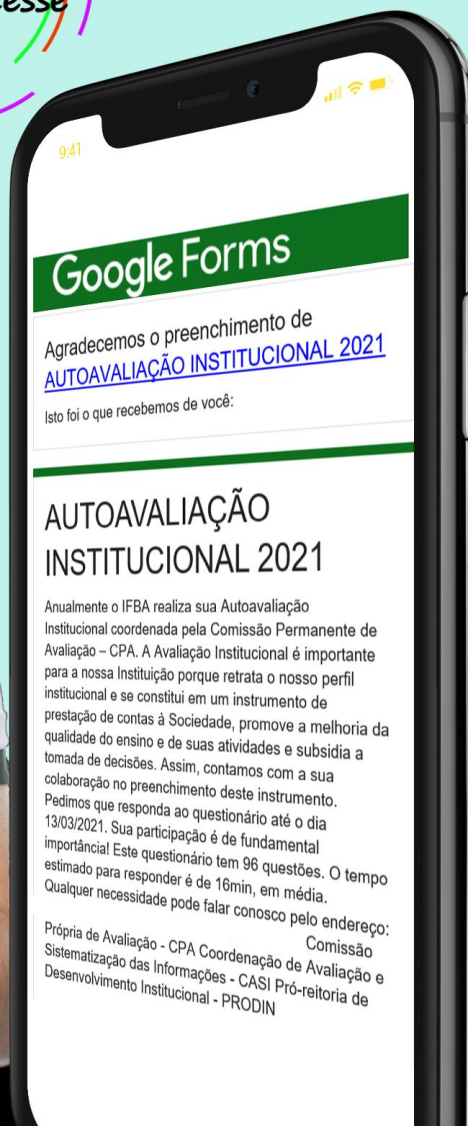 esse
9:41
Google Forms
Agradecemos o preenchimento de
AUTOAVALIAÇÃO INSTITUCIONAL 2021
Isto foi o que recebemos de você:
AUTOAVALIAÇÃO
INSTITUCIONAL 2021
Anualmente o IFBA realiza sua Autoavaliação
Institucional coordenada pela Comissão Permanente de
Avaliação – CPA. A Avaliação Institucional é importante
para a nossa Instituição porque retrata o nosso perfil
institucional e se constitui em um instrumento de
prestação de contas à Sociedade, promove a melhoria da
qualidade do ensino e de suas atividades e subsidia a
tomada de decisões. Assim, contamos com a sua
colaboração no preenchimento deste instrumento.
Pedimos que responda ao questionário até o dia
13/03/2021. Sua participação é de fundamental
importância! Este questionário tem 96 questões. O tempo
estimado para responder é de 16min, em média.
Qualquer necessidade pode falar conosco pelo endereço:
Comissão
Própria de Avaliação - CPA Coordenação de Avaliação e
Sistematização das Informações - CASI Pró-reitoria de
Desenvolvimento Institucional - PRODIN